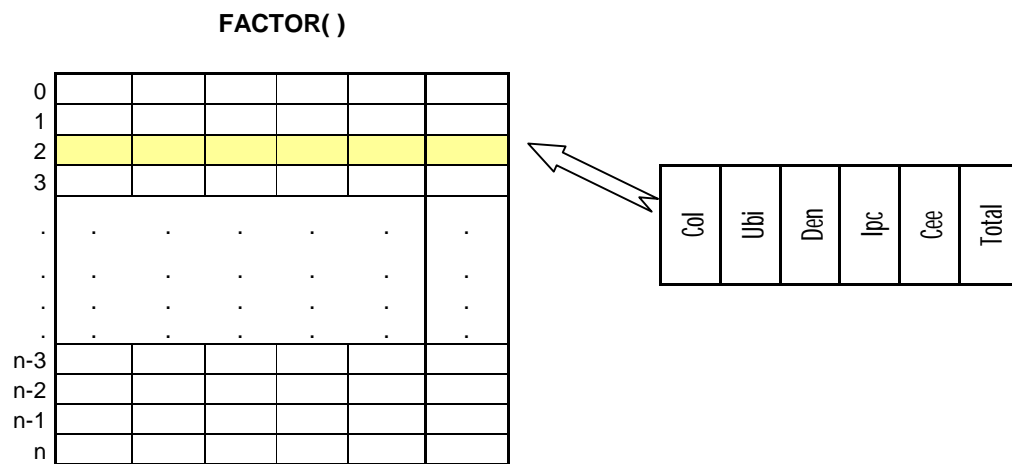 FACTOR( )
0
1
2
3
. . . . . . .
. . . . . . .
. . . . . . .
. . . . . . .
n-3
n-2
n-1
n
Col Ubi Den Ipc Cee Total